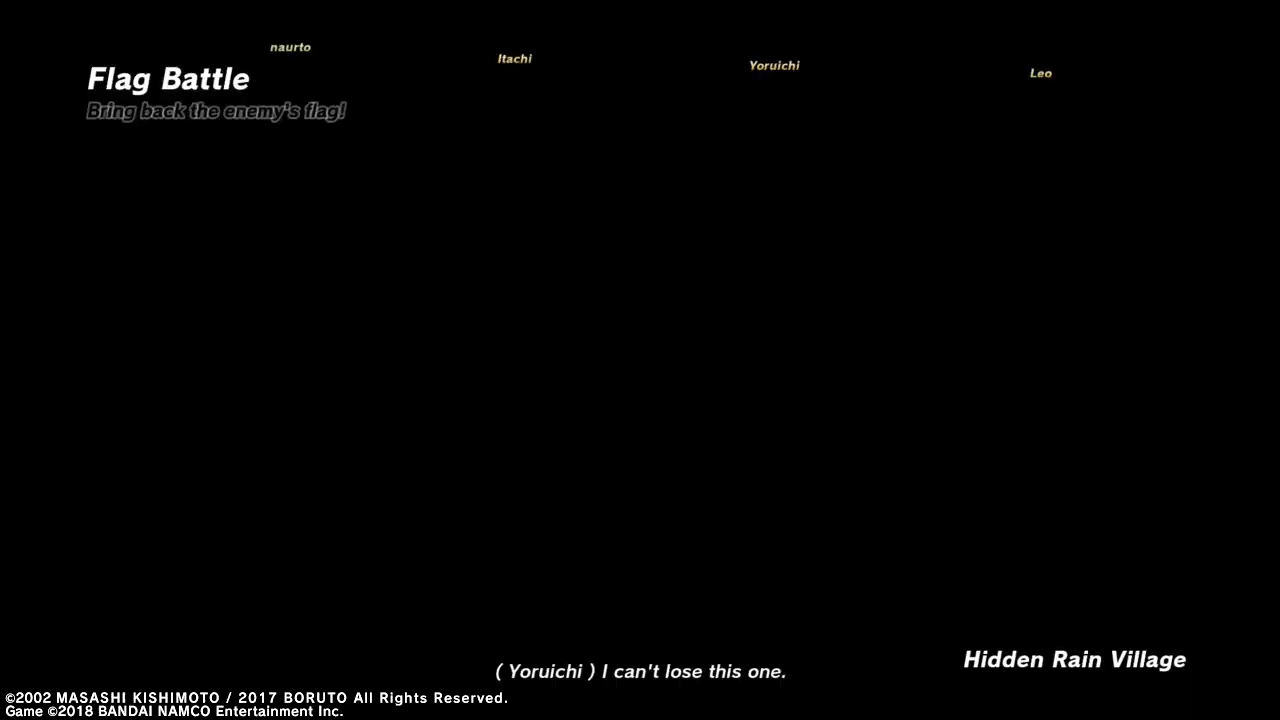 naurto
Itachi
Yoruichi
Leo
Flag Battle
Bring back the enemy's flag!
Hidden Rain Village
( Yoruichi ) I can't lose this one.
©2002 MASASHI KISHIMOTO / 2017 BORUTO All Rights Reserved.
Game ©2018 BANDAI NAMCO Entertainment Inc.